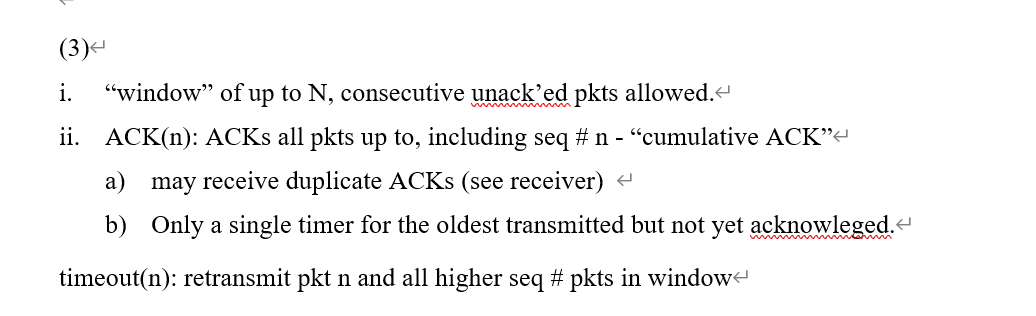 (3)
i. “window” of up to N, consecutive unack’ed pkts allowed.
ii. ACK(n): ACKs all pkts up to, including seq # n - “cumulative ACK”
a) may receive duplicate ACKs (see receiver)
b) Only a single timer for the oldest transmitted but not yet acknowleged.
timeout(n): retransmit pkt n and all higher seq # pkts in window